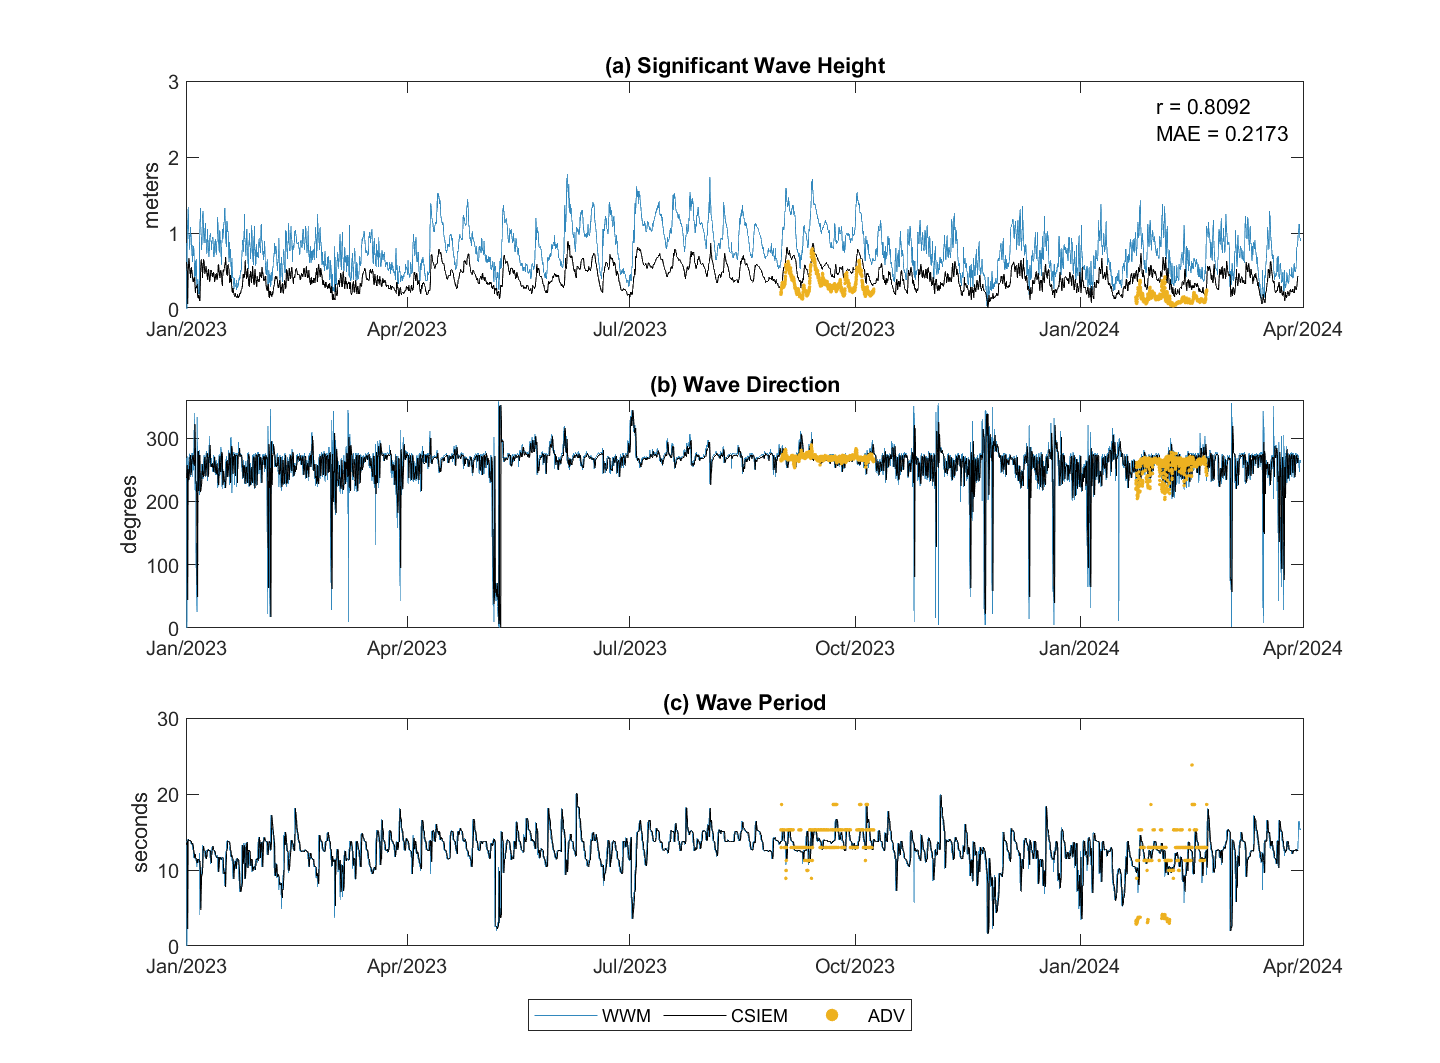 (a) Significant Wave Height
3
r = 0.8092
MAE = 0.2173
2
meters
1
0
Jan/2023 Apr/2023 Jul/2023 Oct/2023 Jan/2024 Apr/2024
(b) Wave Direction
300
200
degrees
100
0
Jan/2023 Apr/2023 Jul/2023 Oct/2023 Jan/2024 Apr/2024
(c) Wave Period
30
20
seconds
10
0
Jan/2023 Apr/2023 Jul/2023 Oct/2023 Jan/2024 Apr/2024
WWM CSIEM ADV